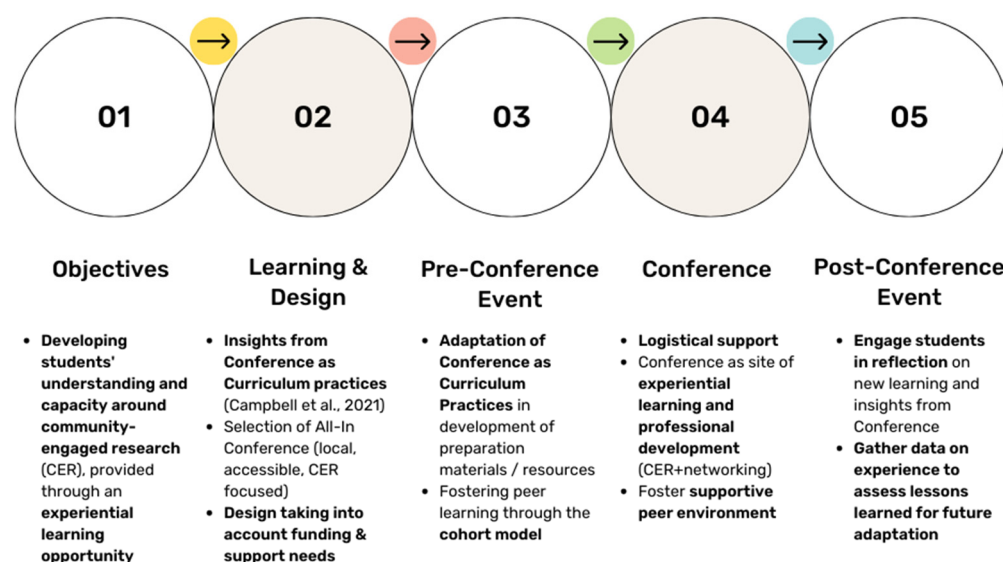 01
02
03
04
05
Objectives
• Developing
students'
understanding and
capacity around
community-
engaged research
(CER), provided
through an
experiential
learning
opportunity
Learning &
Design
• Insights from
Conference as
Curriculum practices
(Campbell et al., 2021)
• Selection of All-In
Conference (local,
accessible, CER
focused)
• Design taking into
account funding &
support needs
Pre-Conference
Event
• Adaptation of
Conference as
Curriculum
Practices in
development of
preparation
materials / resources
• Fostering peer
learning through the
cohort model
Conference
• Logistical support
• Conference as site of
experiential
learning and
professional
development
(CER+networking)
• Foster supportive
peer environment
Post-Conference
Event
• Engage students
in reflection on
new learning and
insights from
Conference
• Gather data on
experience to
assess lessons
learned for future
adaptation